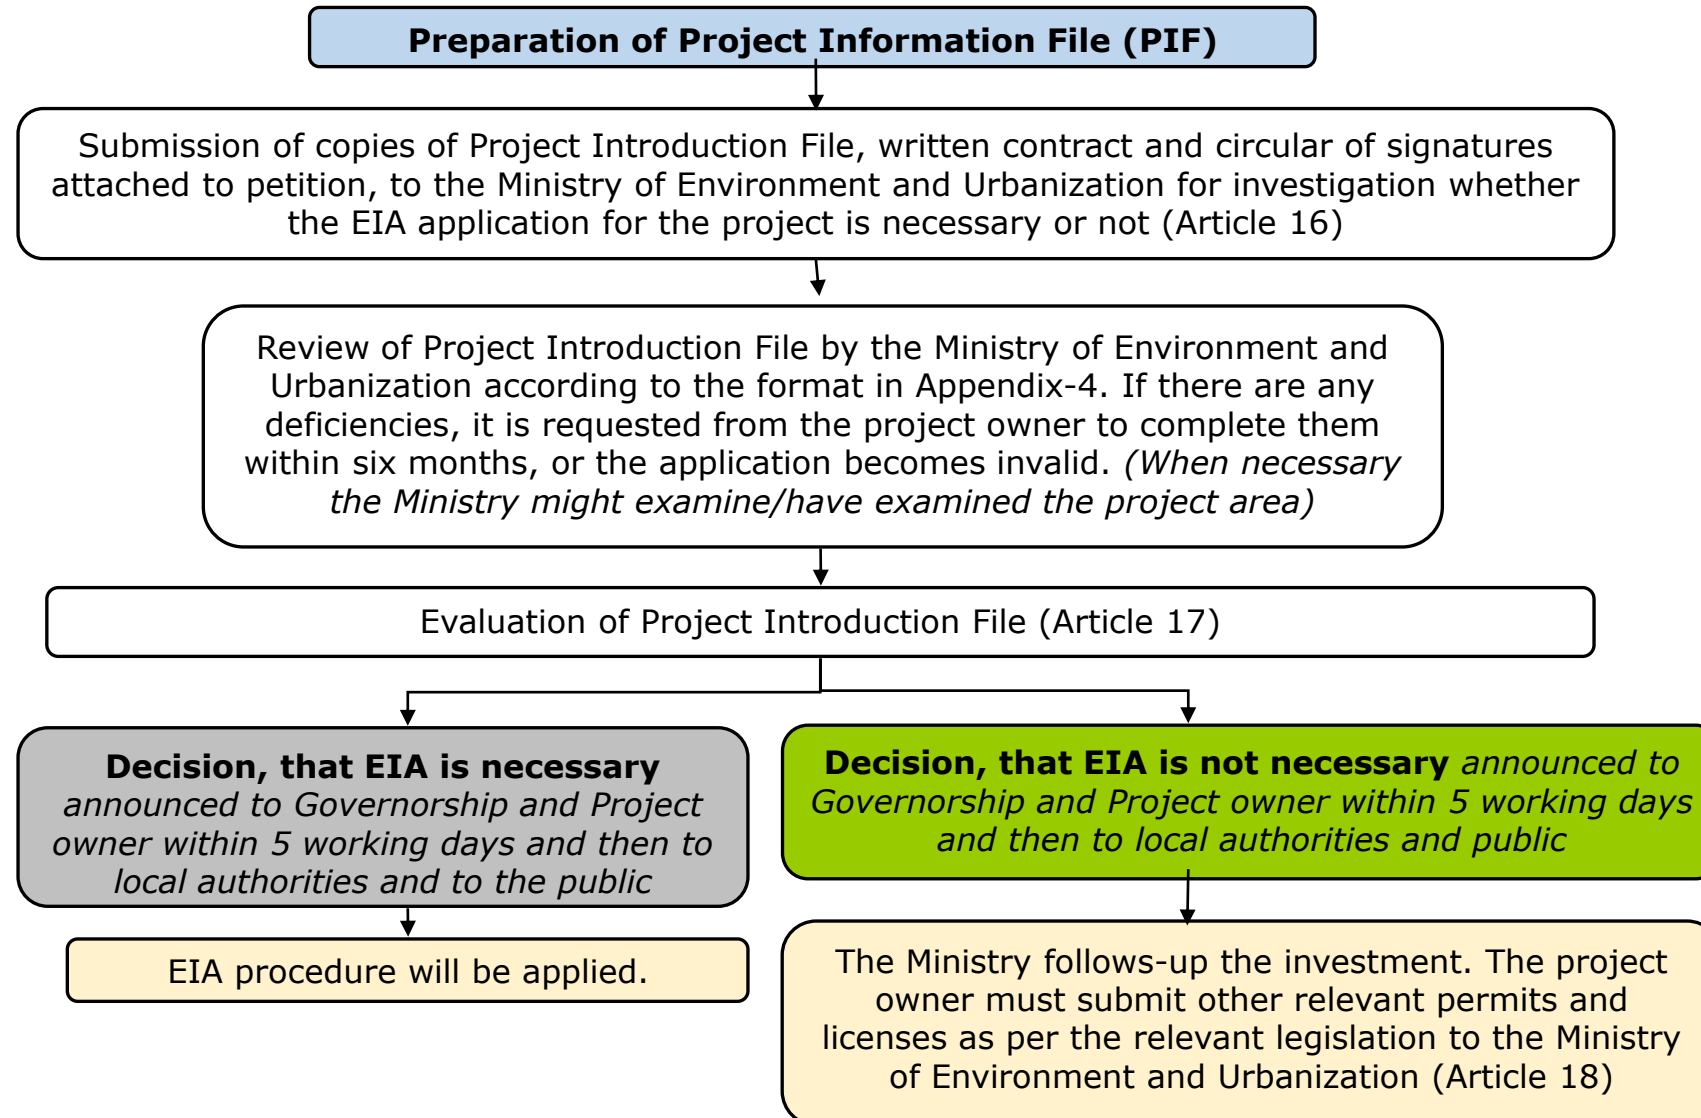 Preparation of Project Information File (PIF)
Submission of copies of Project Introduction File, written contract and circular of signatures
attached to petition, to the Ministry of Environment and Urbanization for investigation whether
the EIA application for the project is necessary or not (Article 16)
Review of Project Introduction File by the Ministry of Environment and
Urbanization according to the format in Appendix-4. If there are any
deficiencies, it is requested from the project owner to complete them
within six months, or the application becomes invalid. (When necessary
the Ministry might examine/have examined the project area)
Evaluation of Project Introduction File (Article 17)
Decision, that EIA is necessary
announced to Governorship and Project
owner within 5 working days and then to
local authorities and to the public
Decision, that EIA is not necessary announced to
Governorship and Project owner within 5 working days
and then to local authorities and public
EIA procedure will be applied.
The Ministry follows-up the investment. The project
owner must submit other relevant permits and
licenses as per the relevant legislation to the Ministry
of Environment and Urbanization (Article 18)